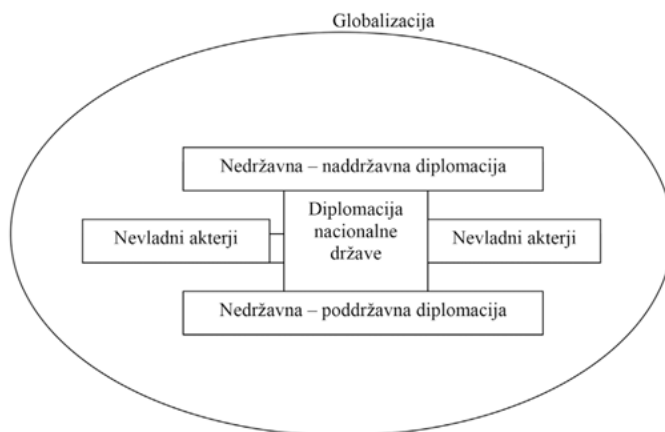 Globalizacija
Nedržavna – naddržavna diplomacija
Nevladni akterji
Diplomacija
nacionalne
države
Nevladni akterji
Nedržavna – poddržavna diplomacija